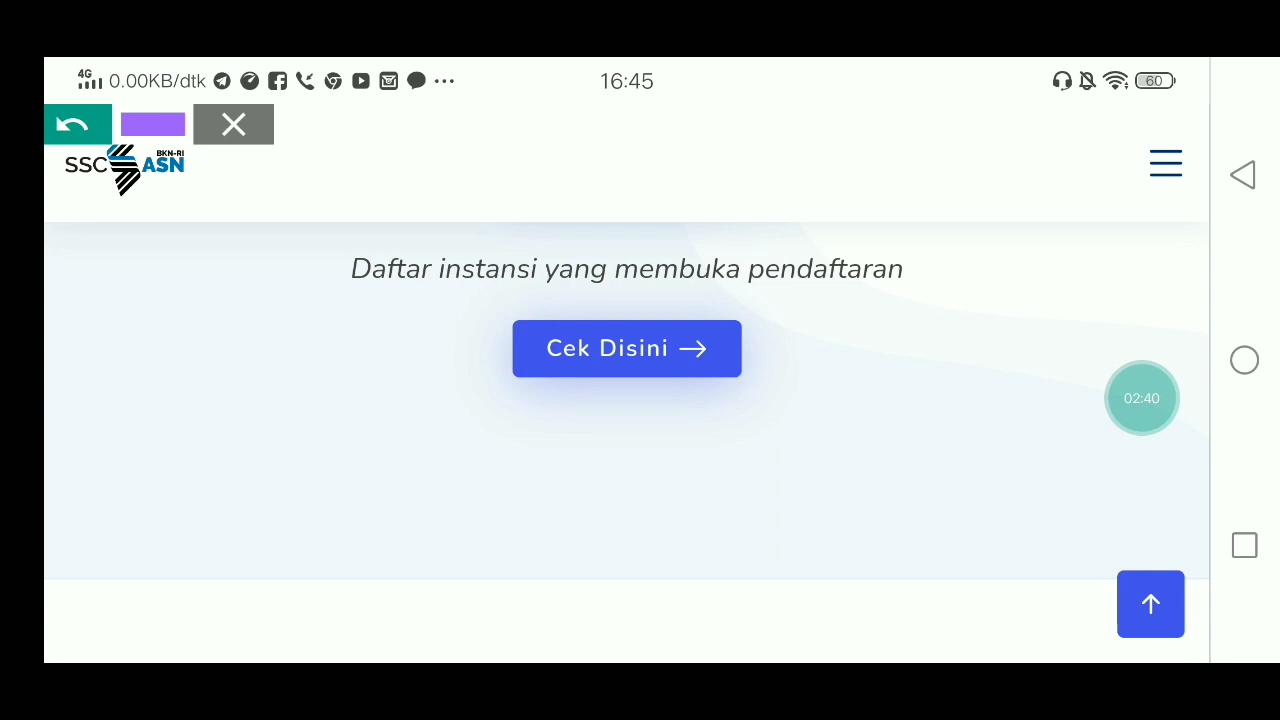 4G 0.00KB/dtk 16:45 60
SSC ASN BKN-RI
Daftar instansi yang membuka pendaftaran
Cek Disini →
02:40